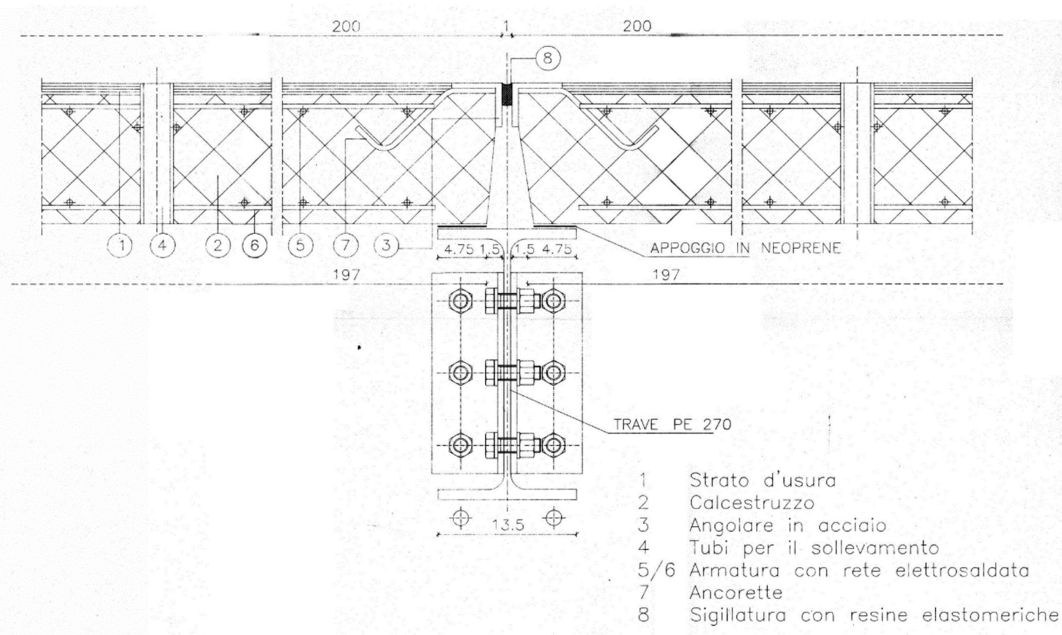 200 1 200
8
1 4 2 6 5 7 3
APPOGGIO IN NEOPRENE
4.75 1.5 1.5 4.75
197 197
TRAVE PE 270
13.5
1 Strato d'usura
2 Calcestruzzo
3 Angolare in acciaio
4 Tubi per il sollevamento
5/6 Armatura con rete elettrosaldata
7 Ancorette
8 Sigillatura con resine elastomeriche